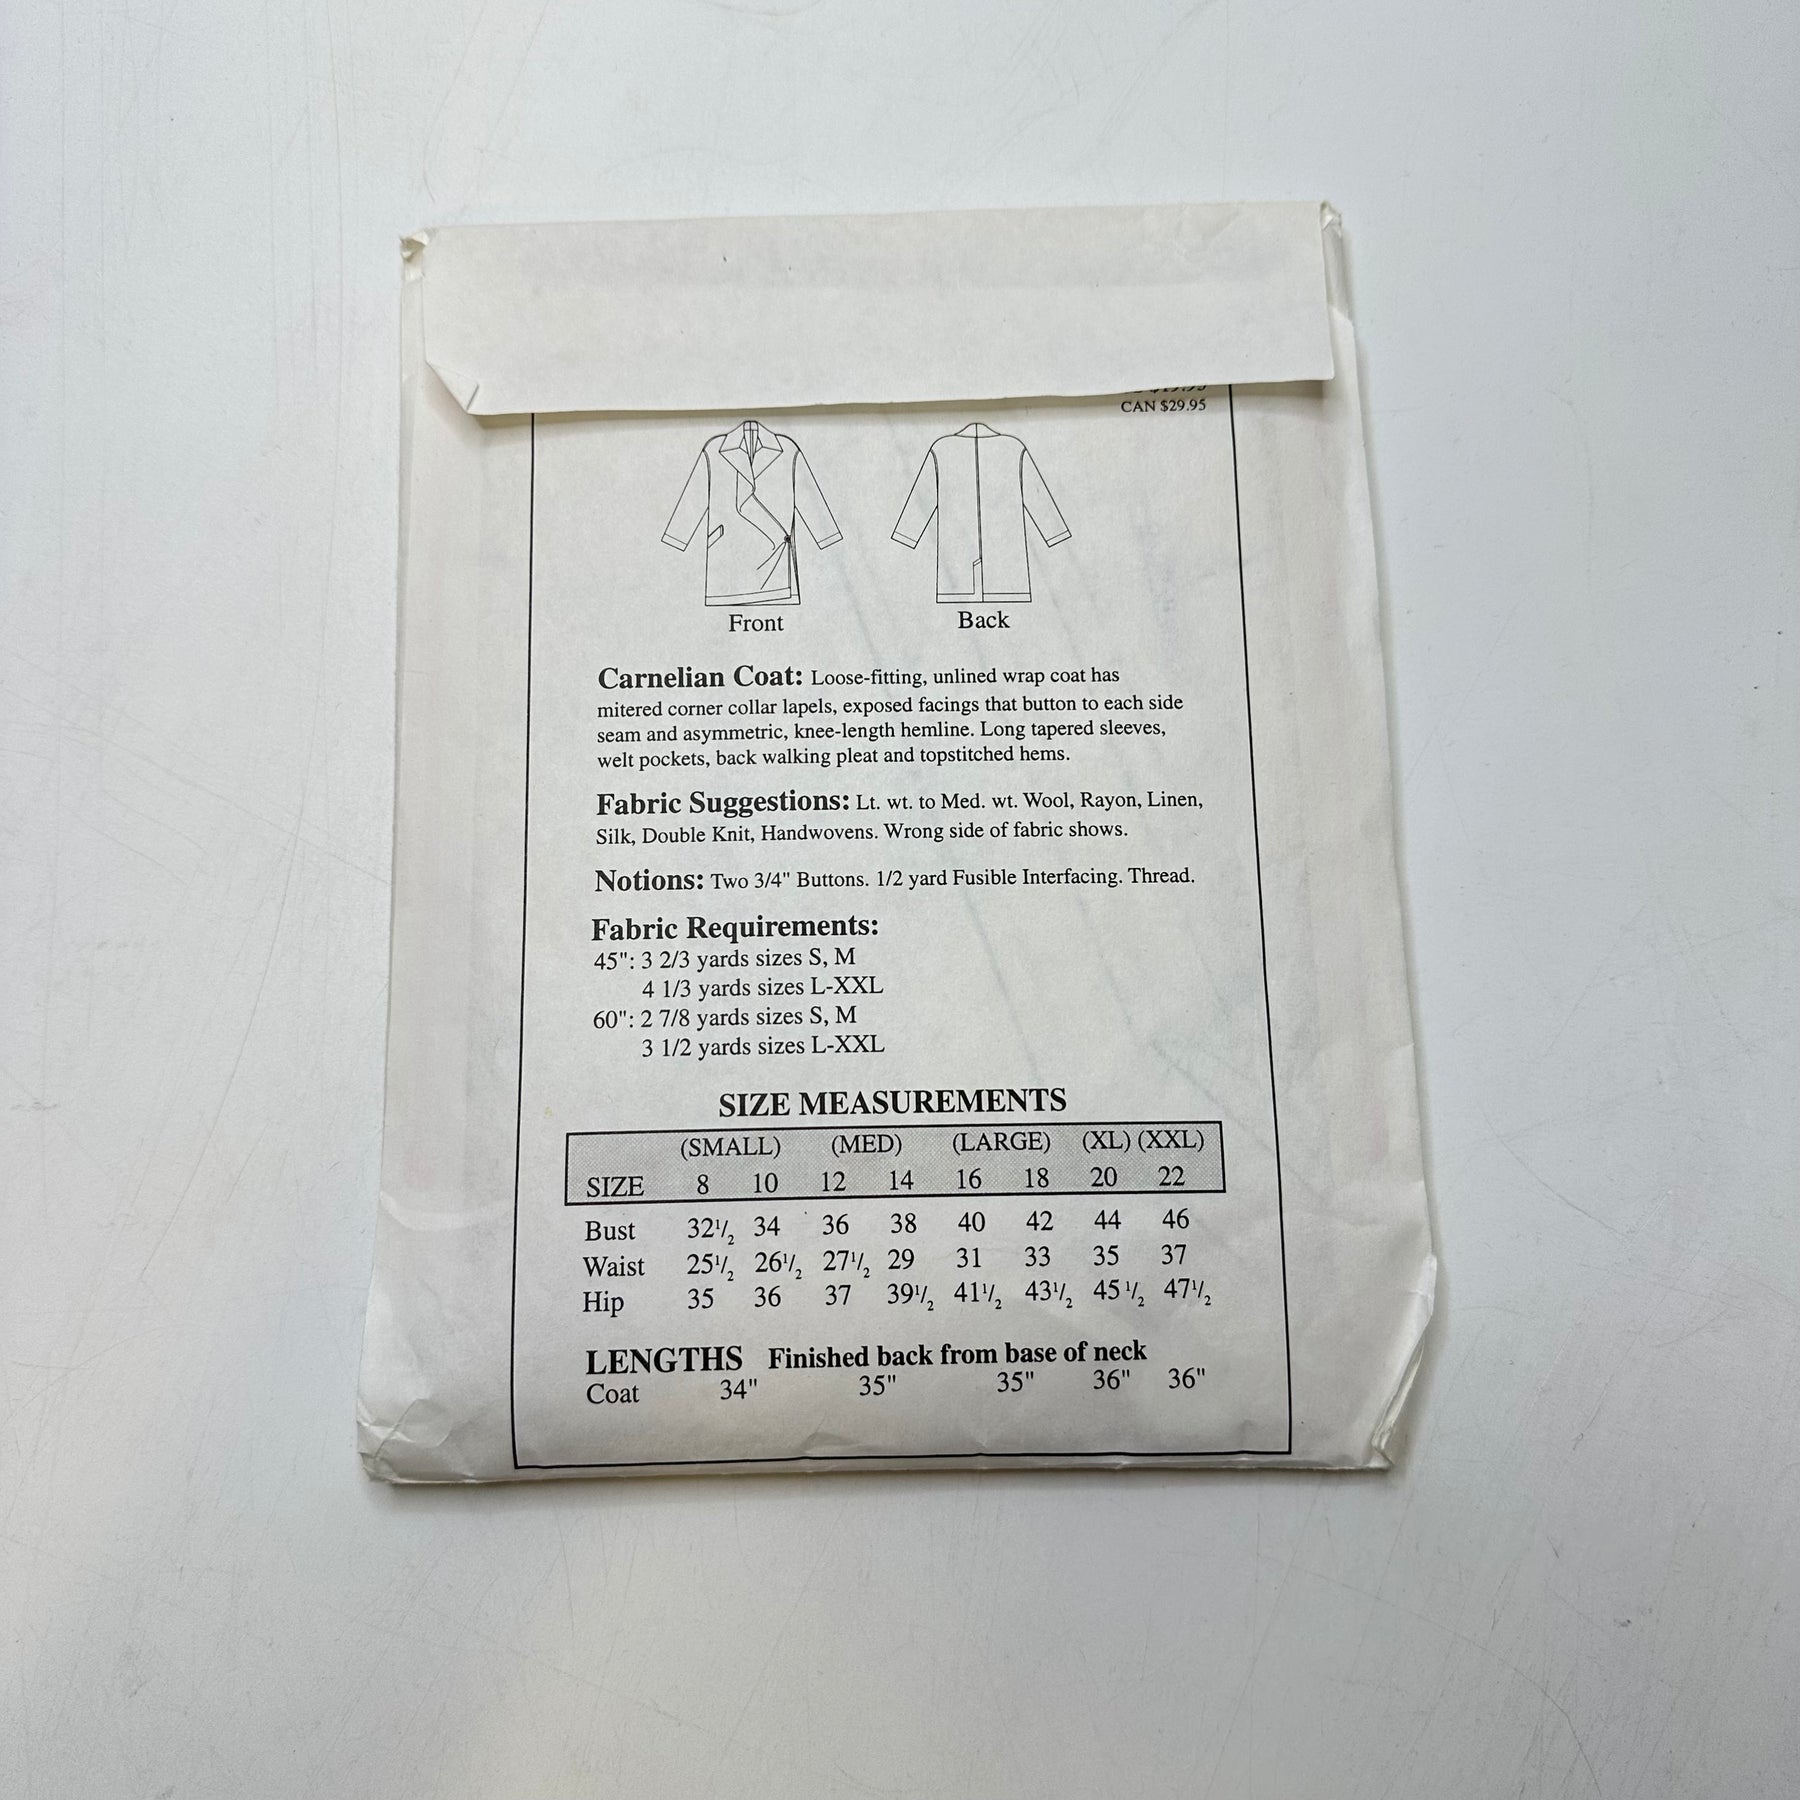 CAN $29.95
Front Back
Carnelian Coat: Loose-fitting, unlined wrap coat has
mitered corner collar lapels, exposed facings that button to each side
seam and asymmetric, knee-length hemline. Long tapered sleeves,
welt pockets, back walking pleat and topstitched hems.
Fabric Suggestions: Lt. wt. to Med. wt. Wool, Rayon, Linen,
Silk, Double Knit, Handwovens. Wrong side of fabric shows.
Notions: Two 3/4" Buttons. 1/2 yard Fusible Interfacing. Thread.
Fabric Requirements:
45": 3 2/3 yards sizes S, M
4 1/3 yards sizes L-XXL
60": 2 7/8 yards sizes S, M
3 1/2 yards sizes L-XXL
SIZE MEASUREMENTS
(SMALL) (MED) (LARGE) (XL) (XXL)
SIZE 8 10 12 14 16 18 20 22
Bust 32 1/2 34 36 38 40 42 44 46
Waist 25 1/2 26 1/2 27 1/2 29 31 33 35 37
Hip 35 36 37 39 1/2 41 1/2 43 1/2 45 1/2 47 1/2
LENGTHS Finished back from base of neck
Coat 34" 35" 35" 36" 36"